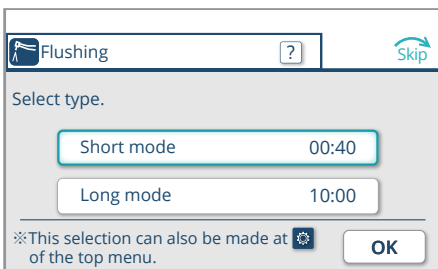 Flushing
?
Skip
Select type.
Short mode 00:40
Long mode 10:00
※This selection can also be made at
of the top menu.
OK